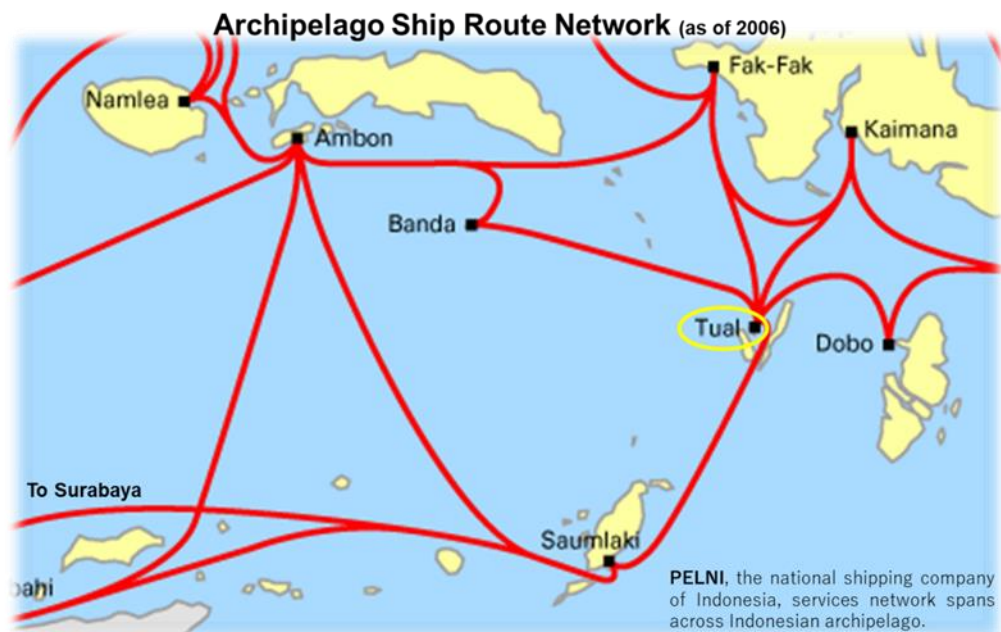 Archipelago Ship Route Network (as of 2006)
Fak-Fak
Namlea
Kaimana
Ambon
Banda
Tual
Dobo
To Surabaya
Saumlaki
bahi
PELNI, the national shipping company
of Indonesia, services network spans
across Indonesian archipelago.